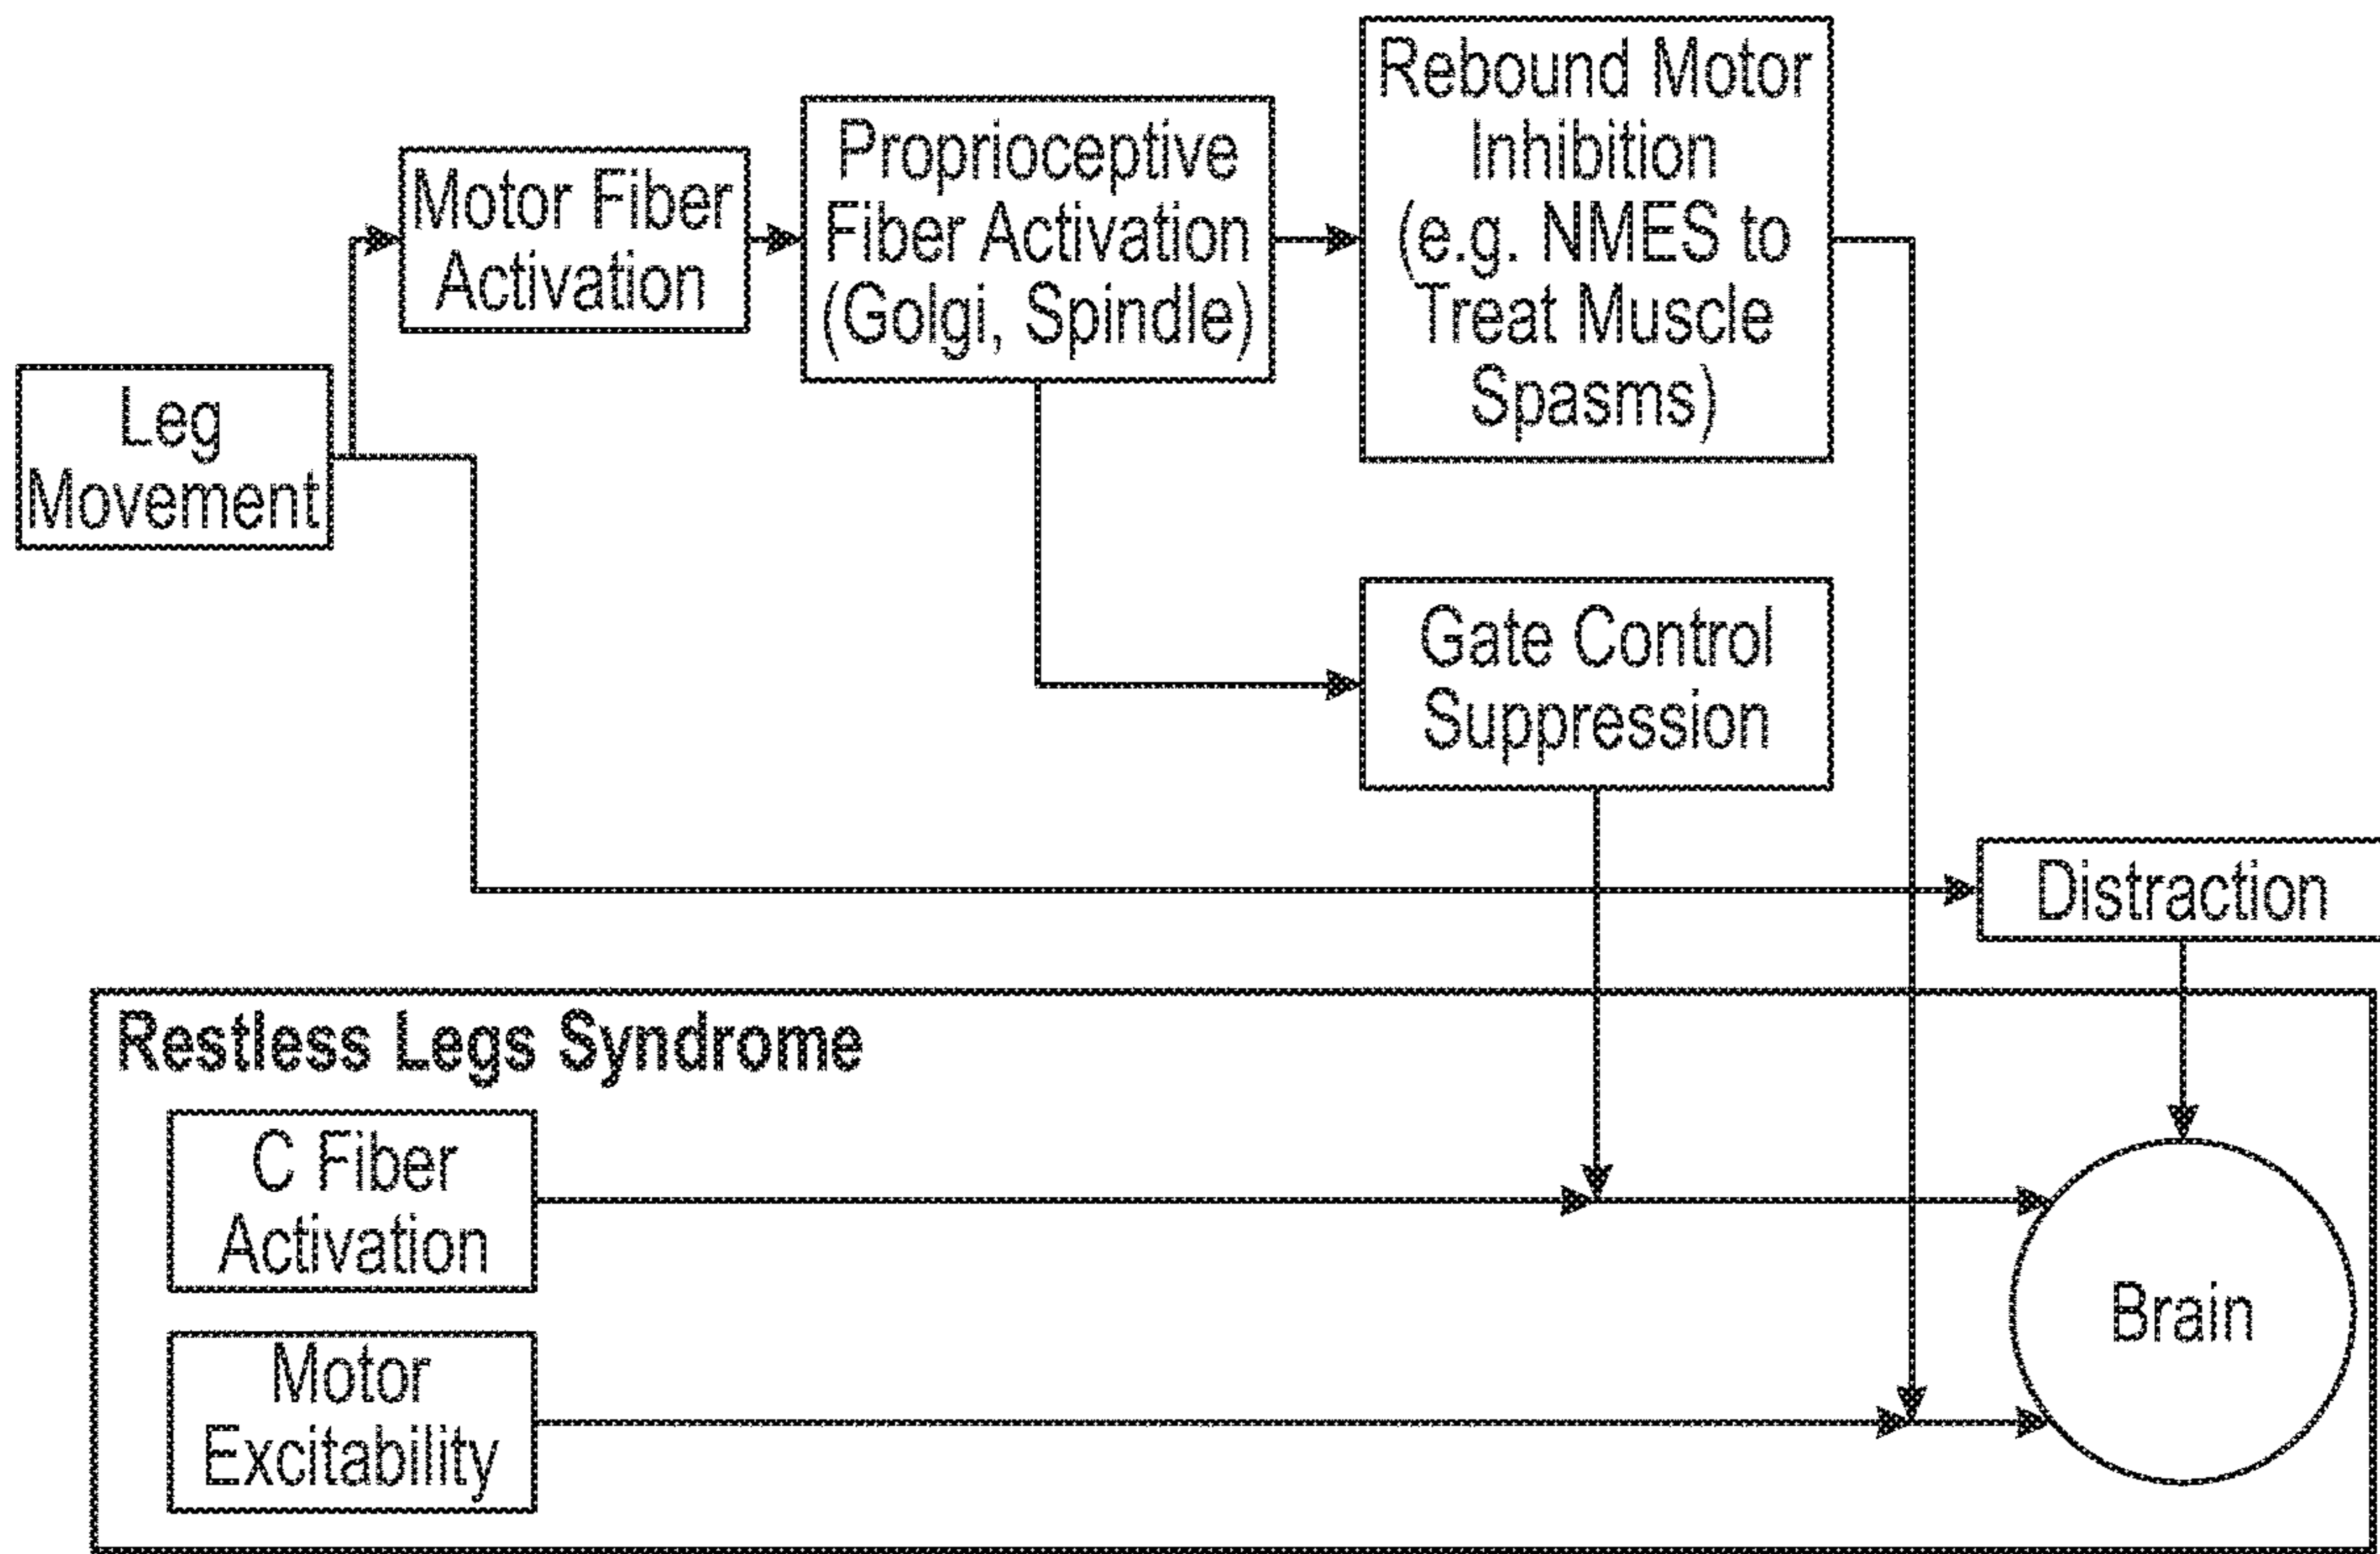 Rebound Motor
Inhibition
(e.g. NMES to
Treat Muscle
Spasms)
Proprioceptive
Fiber Activation
(Golgi, Spindle)
Motor Fiber
Activation
Leg
Movement
Gate Control
Suppression
Distraction
Restless Legs Syndrome
C Fiber
Activation
Motor
Excitability
Brain